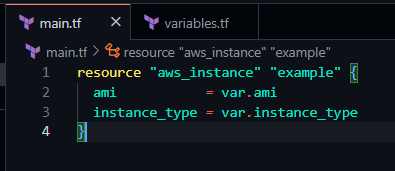 main.tf variables.tf
main.tf > resource "aws_instance" "example"
1 resource "aws_instance" "example" {
2   ami           = var.ami
3   instance_type = var.instance_type
4 }